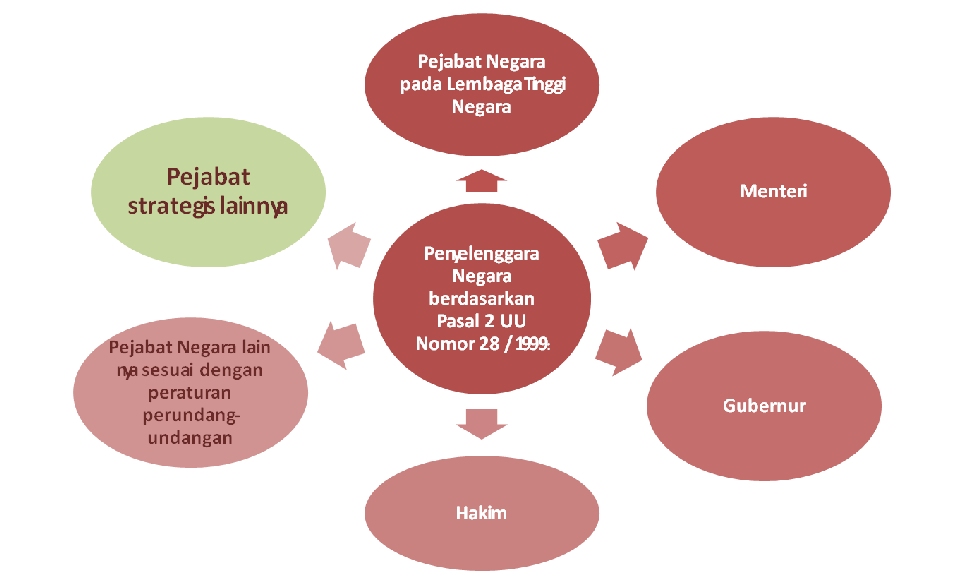 Pejabat Negara
pada Lembaga Tinggi
Negara
Menteri
Gubernur
Hakim
Pejabat Negara lain
nya sesuai dengan
peraturan
perundang-
undangan
Pejabat
strategis lainnya
Penyelenggara
Negara
berdasarkan
Pasal 2 UU
Nomor 28 / 1999: